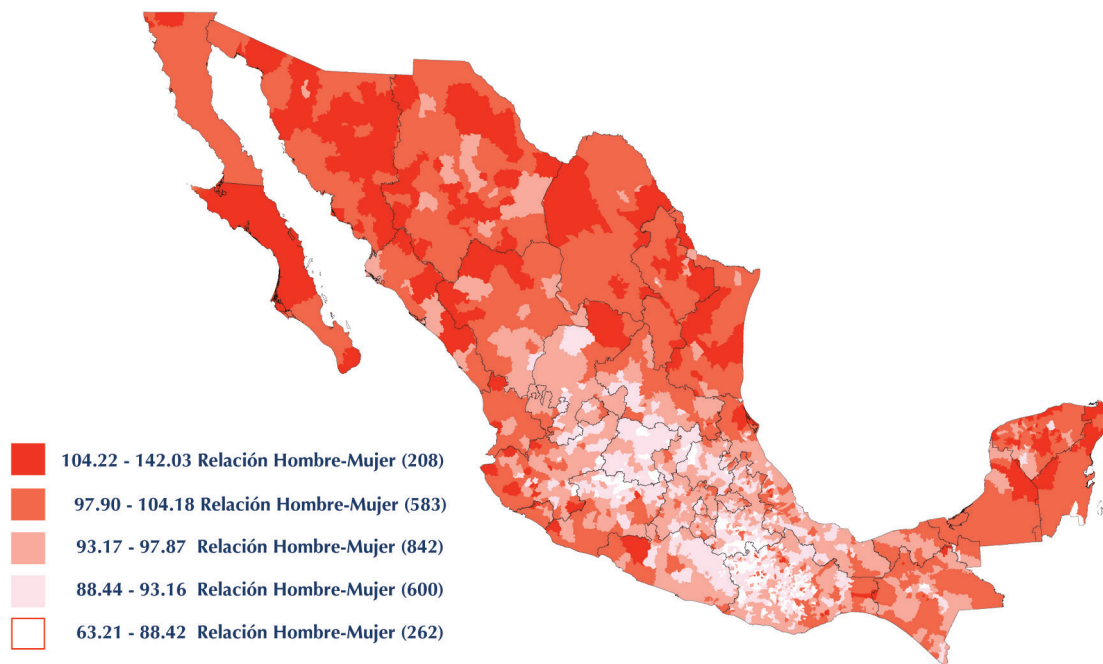 104.22 - 142.03 Relación Hombre-Mujer (208)
97.90 - 104.18 Relación Hombre-Mujer (583)
93.17 - 97.87 Relación Hombre-Mujer (842)
88.44 - 93.16 Relación Hombre-Mujer (600)
63.21 - 88.42 Relación Hombre-Mujer (262)